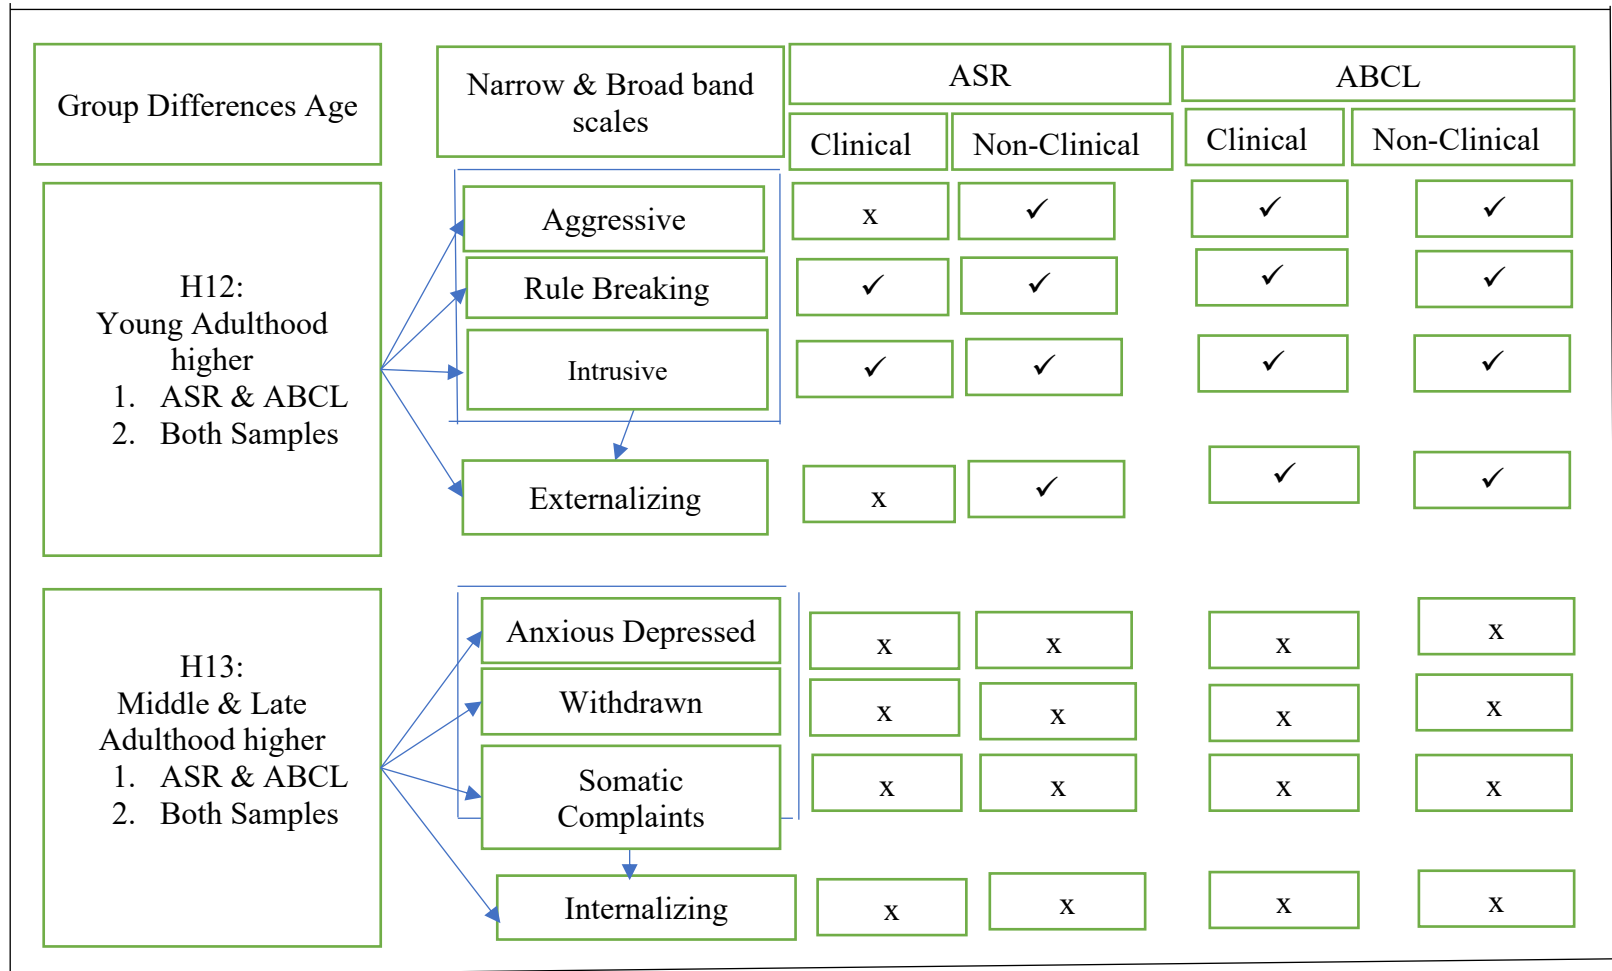 Group Differences Age
Narrow & Broad band
scales
ASR
ABCL
Clinical
Non-Clinical
Clinical
Non-Clinical
H12:
Young Adulthood
higher
1. ASR & ABCL
2. Both Samples
Aggressive
x
✓
✓
✓
Rule Breaking
✓
✓
✓
✓
Intrusive
✓
✓
✓
✓
Externalizing
x
✓
✓
✓
H13:
Middle & Late
Adulthood higher
1. ASR & ABCL
2. Both Samples
Anxious Depressed
x
x
x
x
Withdrawn
x
x
x
x
Somatic
Complaints
x
x
x
x
Internalizing
x
x
x
x